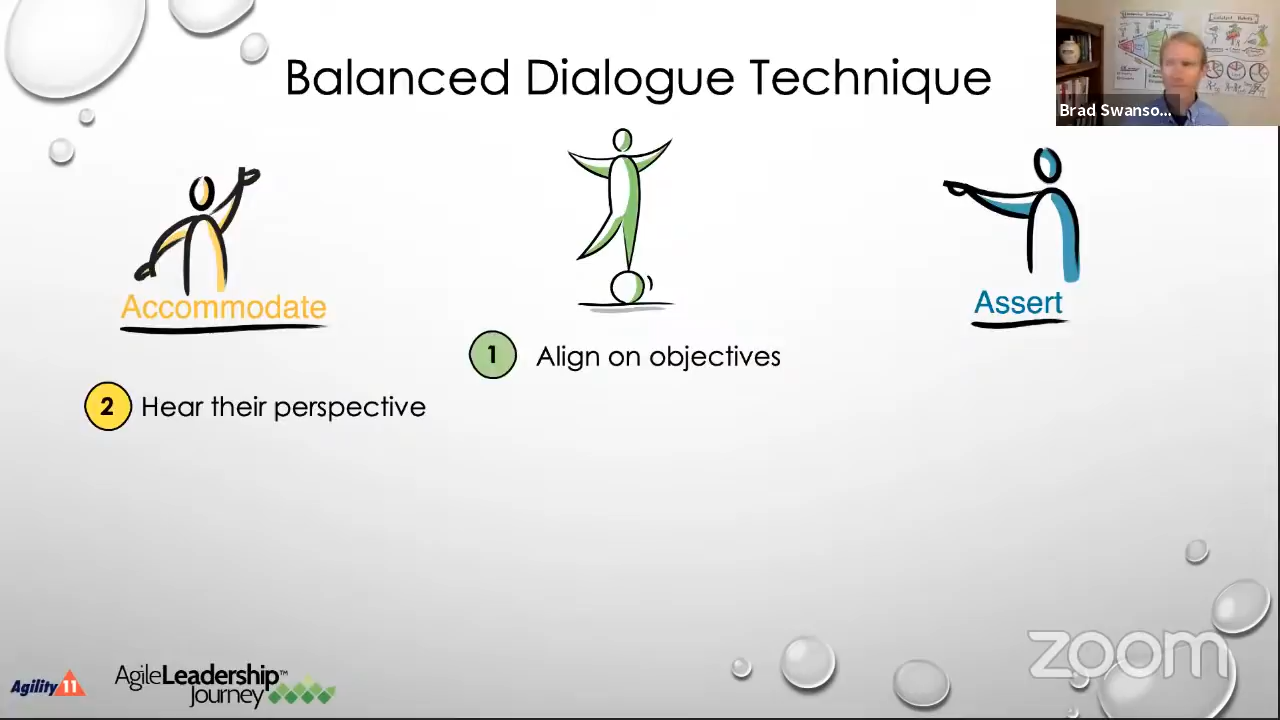 Balanced Dialogue Technique
Brad Swanso...
Accommodate
Assert
1 Align on objectives
2 Hear their perspective
Agility 11
AgileLeadership™
Journey
zoom